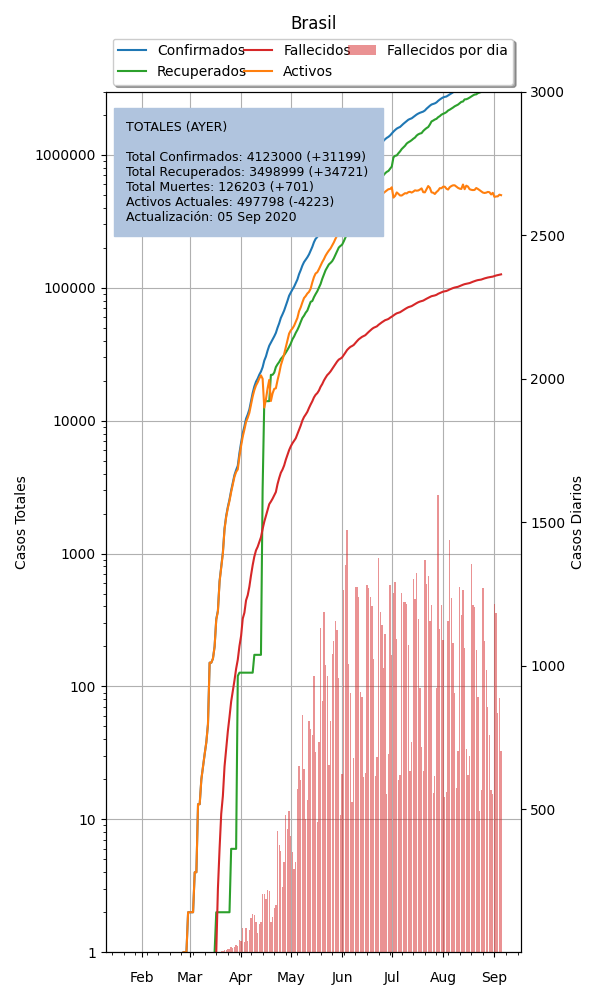 Brasil
Confirmados Fallecidos Fallecidos por dia
Recuperados Activos
TOTALES (AYER)
Total Confirmados: 4123000 (+31199)
Total Recuperados: 3498999 (+34721)
Total Muertes: 126203 (+701)
Activos Actuales: 497798 (-4223)
Actualización: 05 Sep 2020
Casos Totales
1000000
100000
10000
1000
100
10
1
3000
2500
2000
1500
1000
500
Casos Diarios
Feb Mar Apr May Jun Jul Aug Sep